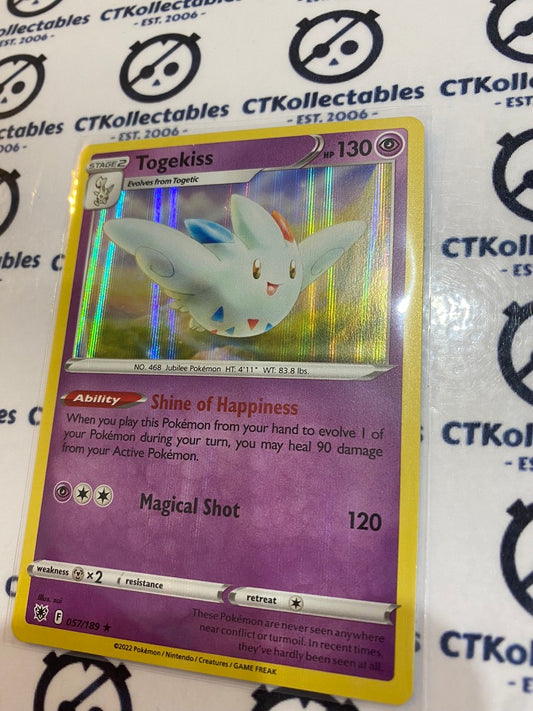 CTKollectables
- EST. 2006 -
STAGE 2
Togekiss
HP 130
Evolves from Togetic
NO. 468 Jubilee Pokémon HT: 4'11" WT: 83.8 lbs.
Ability Shine of Happiness
When you play this Pokémon from your hand to evolve 1 of
your Pokémon during your turn, you may heal 90 damage
from your Active Pokémon.
Magical Shot 120
weakness ×2 resistance retreat
Illus.
F 057/189 ★
These Pokémon are never seen anywhere
near conflict or turmoil. In recent times,
they've hardly been seen at all.
©2022 Pokémon / Nintendo / Creatures / GAME FREAK
CTKollectables
- EST. 2006 -